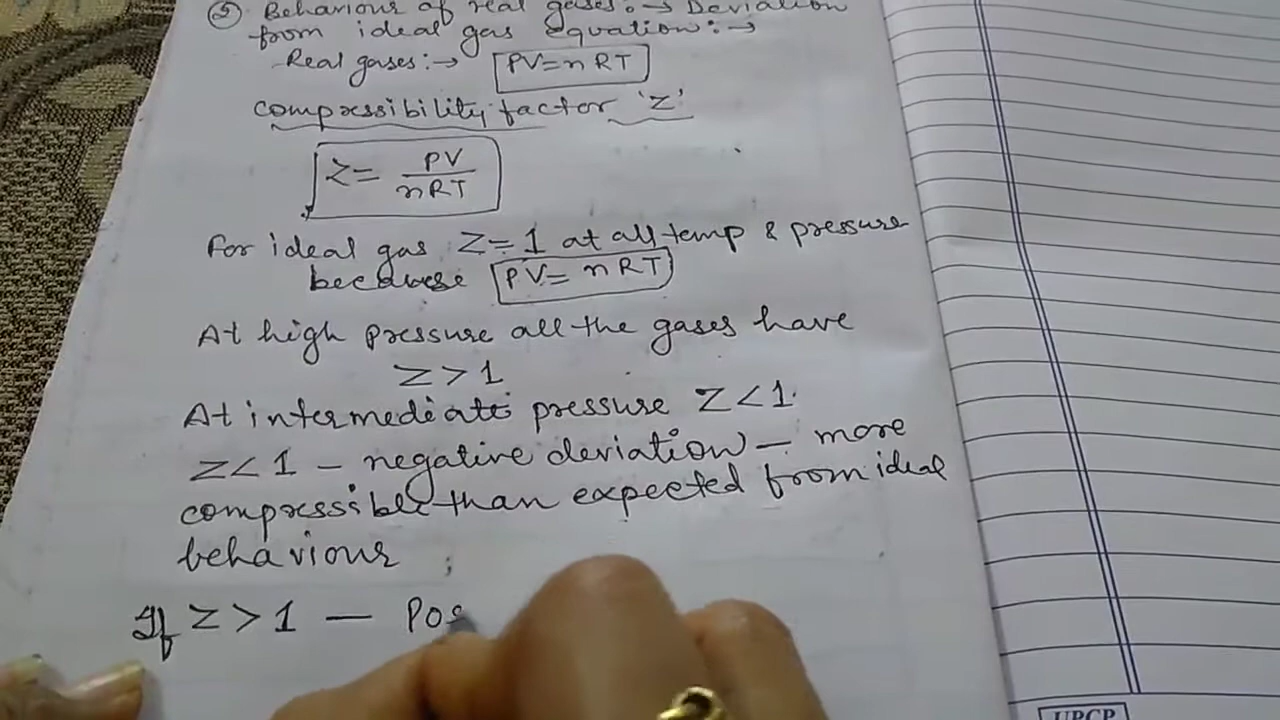 ⑤ Behaviour of real gases:→ Deviation
from ideal gas equation:→
Real gases:→ PV=nRT
compressibility factor 'Z'
Z= PV/nRT
For ideal gas Z=1 at all temp & pressure
because PV=nRT
At high pressure all the gases have
Z>1
At intermediate pressure Z<1.
Z<1 - negative deviation - more
compressible than expected from ideal
behaviour ;
If Z>1 — Pos
UPCP